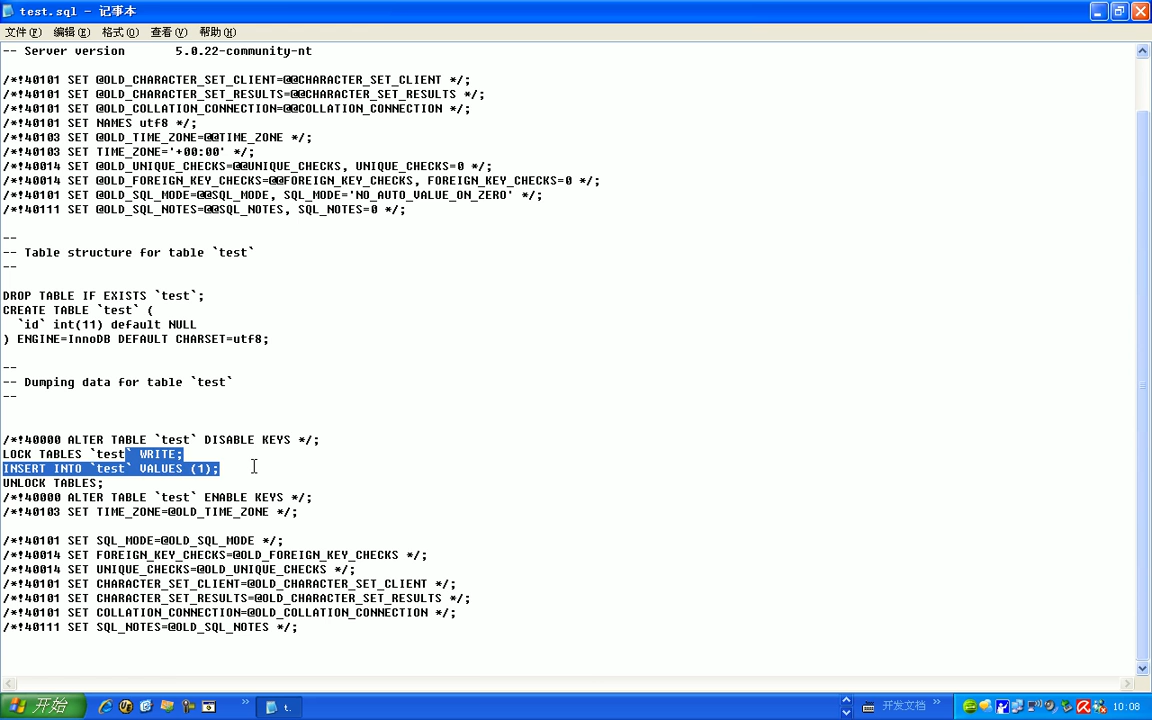 test.sql - 记事本
文件(F) 编辑(E) 格式(O) 查看(V) 帮助(H)
-- Server version       5.0.22-community-nt
/*!40101 SET @OLD_CHARACTER_SET_CLIENT=@@CHARACTER_SET_CLIENT */;
/*!40101 SET @OLD_CHARACTER_SET_RESULTS=@@CHARACTER_SET_RESULTS */;
/*!40101 SET @OLD_COLLATION_CONNECTION=@@COLLATION_CONNECTION */;
/*!40101 SET NAMES utf8 */;
/*!40103 SET @OLD_TIME_ZONE=@@TIME_ZONE */;
/*!40103 SET TIME_ZONE='+00:00' */;
/*!40014 SET @OLD_UNIQUE_CHECKS=@@UNIQUE_CHECKS, UNIQUE_CHECKS=0 */;
/*!40014 SET @OLD_FOREIGN_KEY_CHECKS=@@FOREIGN_KEY_CHECKS, FOREIGN_KEY_CHECKS=0 */;
/*!40101 SET @OLD_SQL_MODE=@@SQL_MODE, SQL_MODE='NO_AUTO_VALUE_ON_ZERO' */;
/*!40111 SET @OLD_SQL_NOTES=@@SQL_NOTES, SQL_NOTES=0 */;
--
-- Table structure for table `test`
--
DROP TABLE IF EXISTS `test`;
CREATE TABLE `test` (
  `id` int(11) default NULL
) ENGINE=InnoDB DEFAULT CHARSET=utf8;
--
-- Dumping data for table `test`
--
/*!40000 ALTER TABLE `test` DISABLE KEYS */;
LOCK TABLES `test` WRITE;
INSERT INTO `test` VALUES (1);
UNLOCK TABLES;
/*!40000 ALTER TABLE `test` ENABLE KEYS */;
/*!40103 SET TIME_ZONE=@OLD_TIME_ZONE */;
/*!40101 SET SQL_MODE=@OLD_SQL_MODE */;
/*!40014 SET FOREIGN_KEY_CHECKS=@OLD_FOREIGN_KEY_CHECKS */;
/*!40014 SET UNIQUE_CHECKS=@OLD_UNIQUE_CHECKS */;
/*!40101 SET CHARACTER_SET_CLIENT=@OLD_CHARACTER_SET_CLIENT */;
/*!40101 SET CHARACTER_SET_RESULTS=@OLD_CHARACTER_SET_RESULTS */;
/*!40101 SET COLLATION_CONNECTION=@OLD_COLLATION_CONNECTION */;
/*!40111 SET SQL_NOTES=@OLD_SQL_NOTES */;
开始 » t. 开发文档 » 10:08